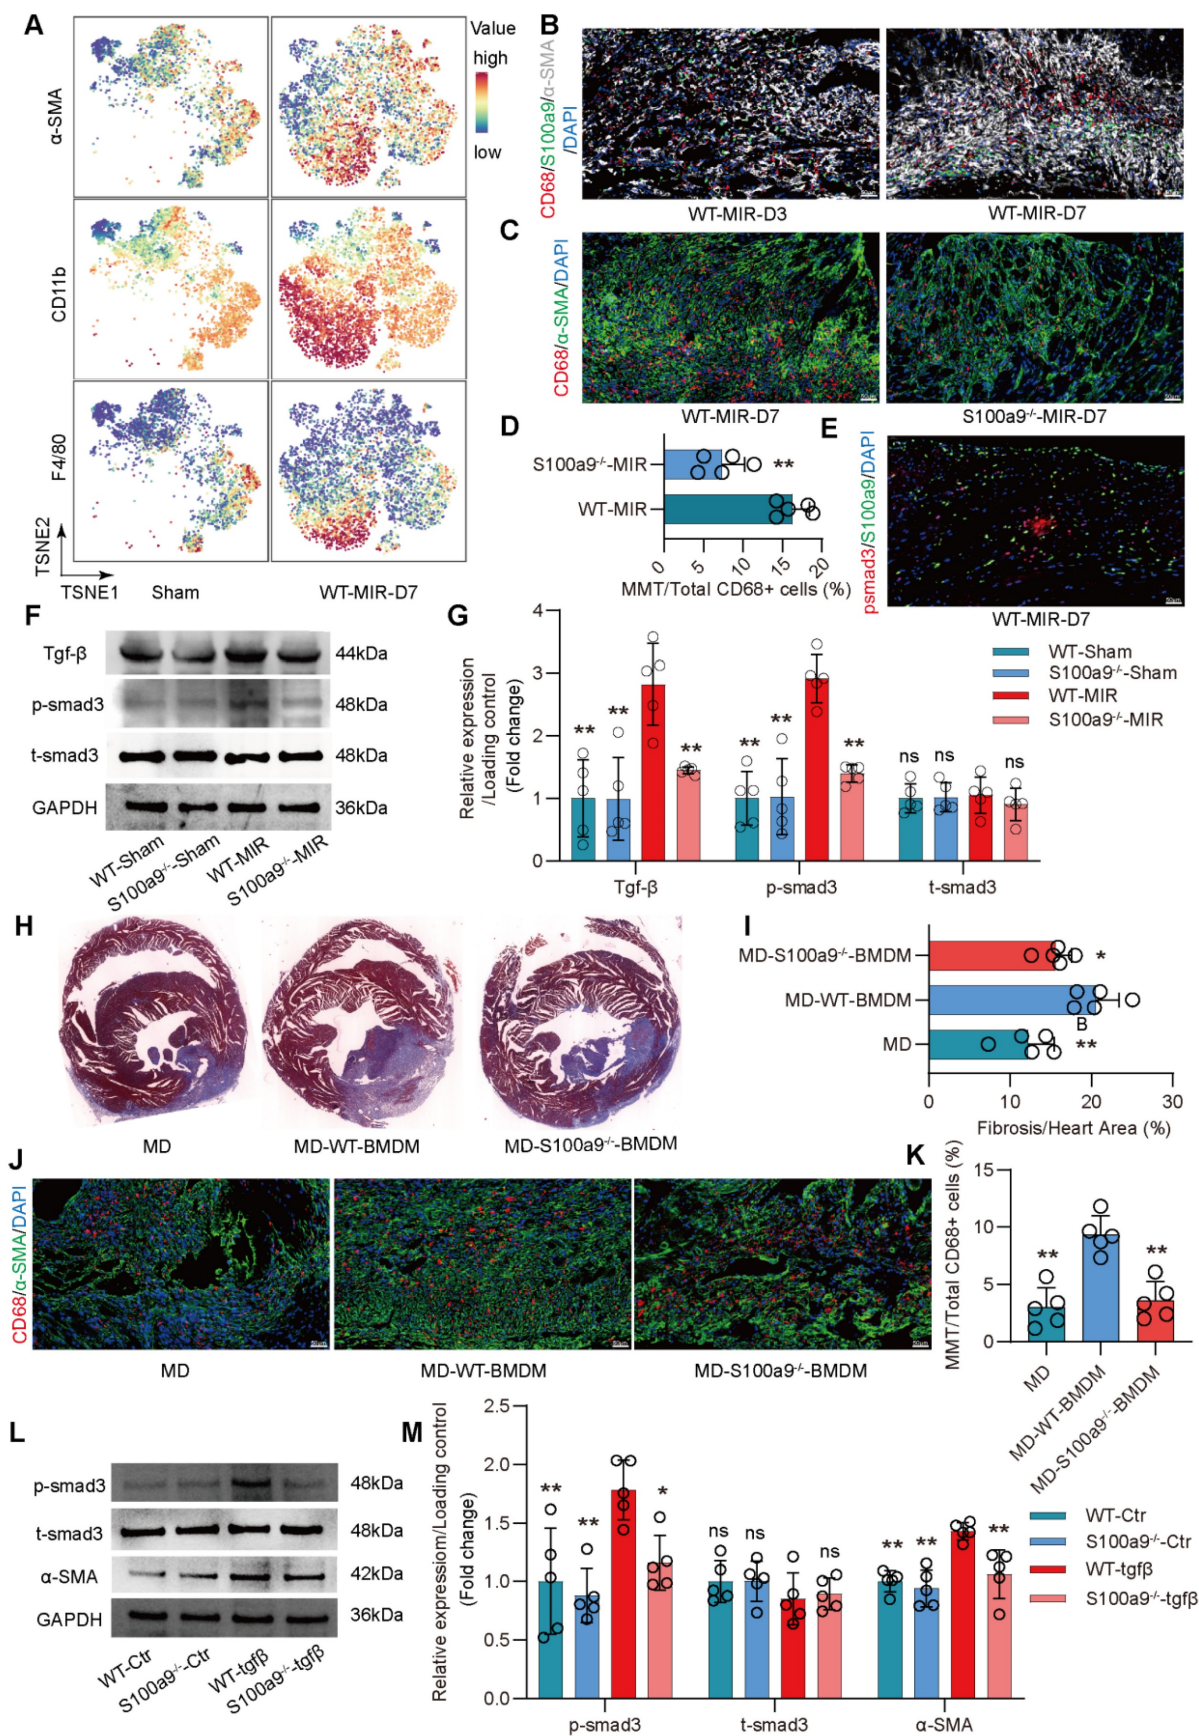 A
Value
high
low
α-SMA
CD11b
F4/80
TSNE2
TSNE1
Sham
WT-MIR-D7
B
CD68/S100a9/α-SMA
/DAPI
WT-MIR-D3
WT-MIR-D7
C
CD68/α-SMA/DAPI
WT-MIR-D7
S100a9-/--MIR-D7
D
S100a9-/--MIR
**
WT-MIR
0
5
10
15
20
MMT/Total CD68+ cells (%)
E
psmad3/S100a9/DAPI
WT-MIR-D7
F
Tgf-β
44kDa
p-smad3
48kDa
t-smad3
48kDa
GAPDH
36kDa
WT-Sham
S100a9-/--Sham
WT-MIR
S100a9-/--MIR
G
Relative expression
/Loading control
(Fold change)
4
3
2
1
0
** ** **
** ** **
ns ns ns
Tgf-β
p-smad3
t-smad3
WT-Sham
S100a9-/--Sham
WT-MIR
S100a9-/--MIR
H
MD
MD-WT-BMDM
MD-S100a9-/--BMDM
I
MD-S100a9-/--BMDM
*
MD-WT-BMDM
B
MD
**
0
10
20
30
Fibrosis/Heart Area (%)
J
CD68/α-SMA/DAPI
MD
MD-WT-BMDM
MD-S100a9-/--BMDM
K
MMT/Total CD68+ cells (%)
15
10
5
0
**
**
MD
MD-WT-BMDM
MD-S100a9-/--BMDM
L
p-smad3
48kDa
t-smad3
48kDa
α-SMA
42kDa
GAPDH
36kDa
WT-Ctr
S100a9-/--Ctr
WT-tgfβ
S100a9-/--tgfβ
M
Relative expressiom/Loading control
(Fold change)
2.5
2.0
1.5
1.0
0.5
0.0
** ** *
ns ns ns
** ** **
p-smad3
t-smad3
α-SMA
WT-Ctr
S100a9-/--Ctr
WT-tgfβ
S100a9-/--tgfβ